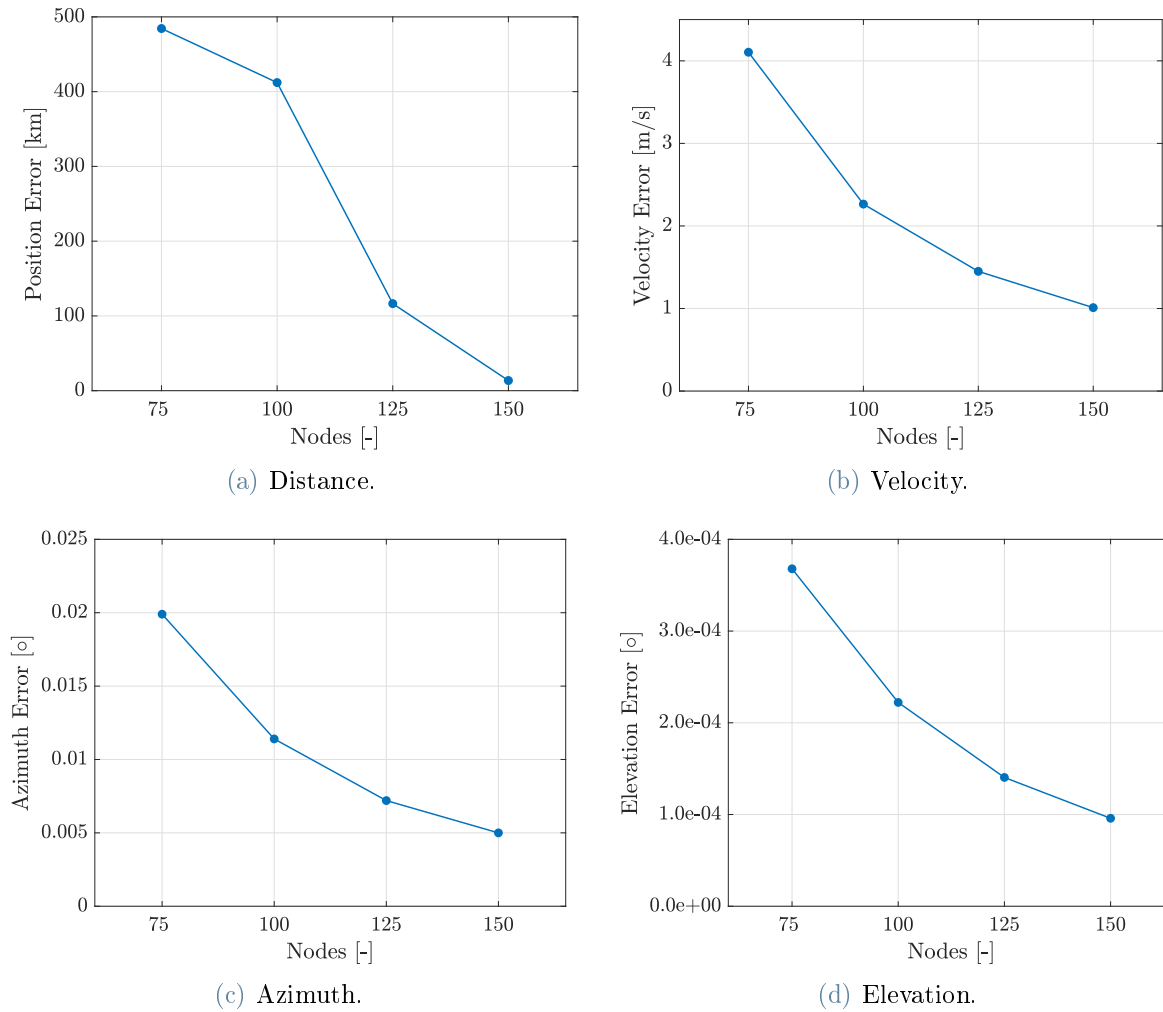 500
400
300
200
100
0
Position Error [km]
75 100 125 150
Nodes [-]
(a) Distance.
4
3
2
1
0
Velocity Error [m/s]
75 100 125 150
Nodes [-]
(b) Velocity.
0.025
0.02
0.015
0.01
0.005
0
Azimuth Error [○]
75 100 125 150
Nodes [-]
(c) Azimuth.
4.0e-04
3.0e-04
2.0e-04
1.0e-04
0.0e+00
Elevation Error [○]
75 100 125 150
Nodes [-]
(d) Elevation.